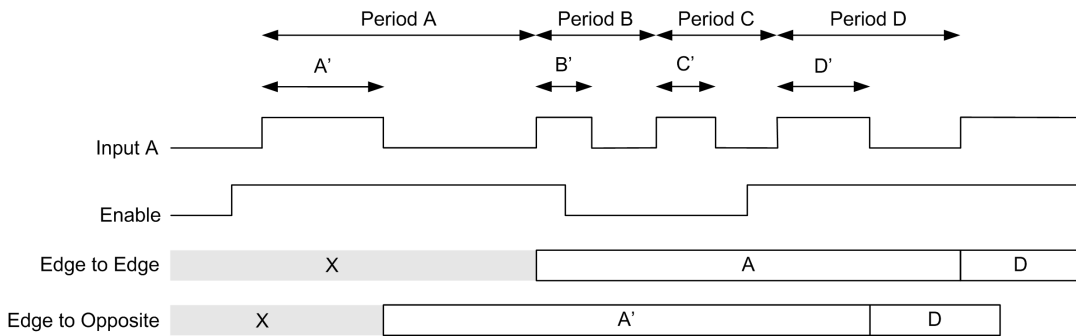 Period A Period B Period C Period D
A' B' C' D'
Input A
Enable
Edge to Edge X A D
Edge to Opposite X A' D